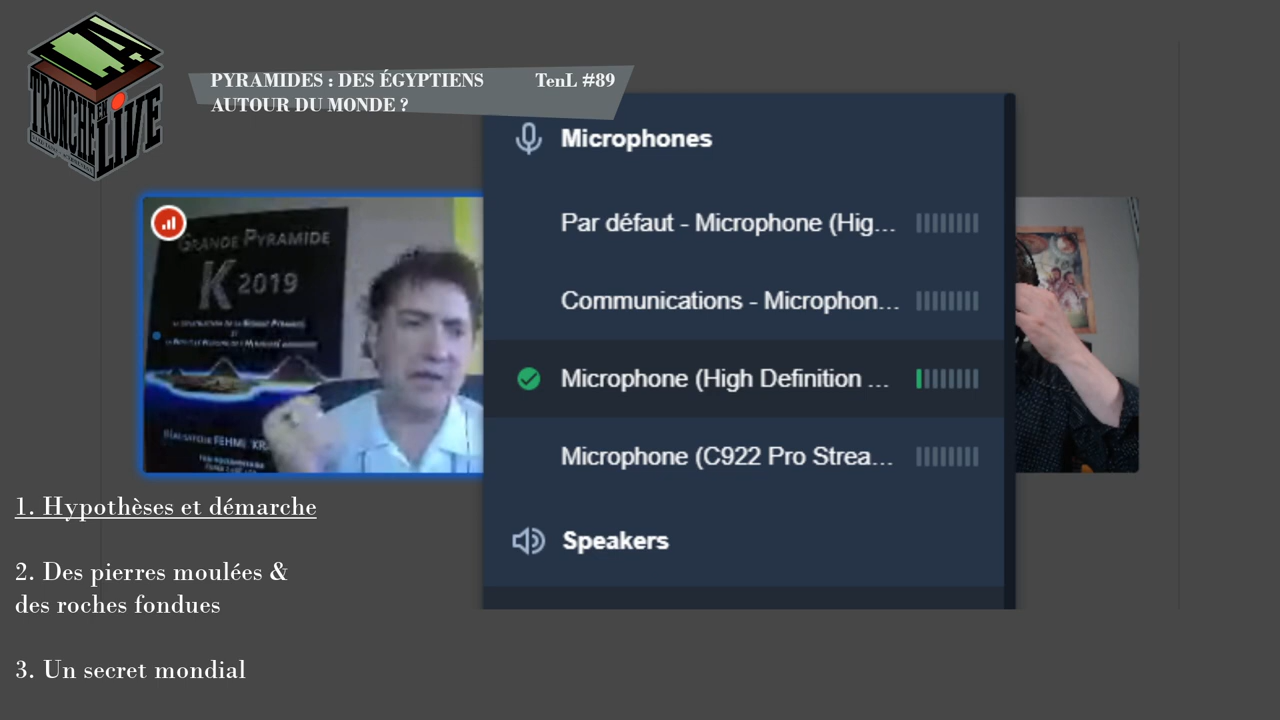 LA
TRONCHE
EN
LIVE
PYRAMIDES : DES ÉGYPTIENS
TenL #89
AUTOUR DU MONDE ?
Microphones
Par défaut - Microphone (Hig...
Communications - Microphon...
Microphone (High Definition ...
Microphone (C922 Pro Strea...
Speakers
GRANDE PYRAMIDE
K 2019
1. Hypothèses et démarche
2. Des pierres moulées &
des roches fondues
3. Un secret mondial